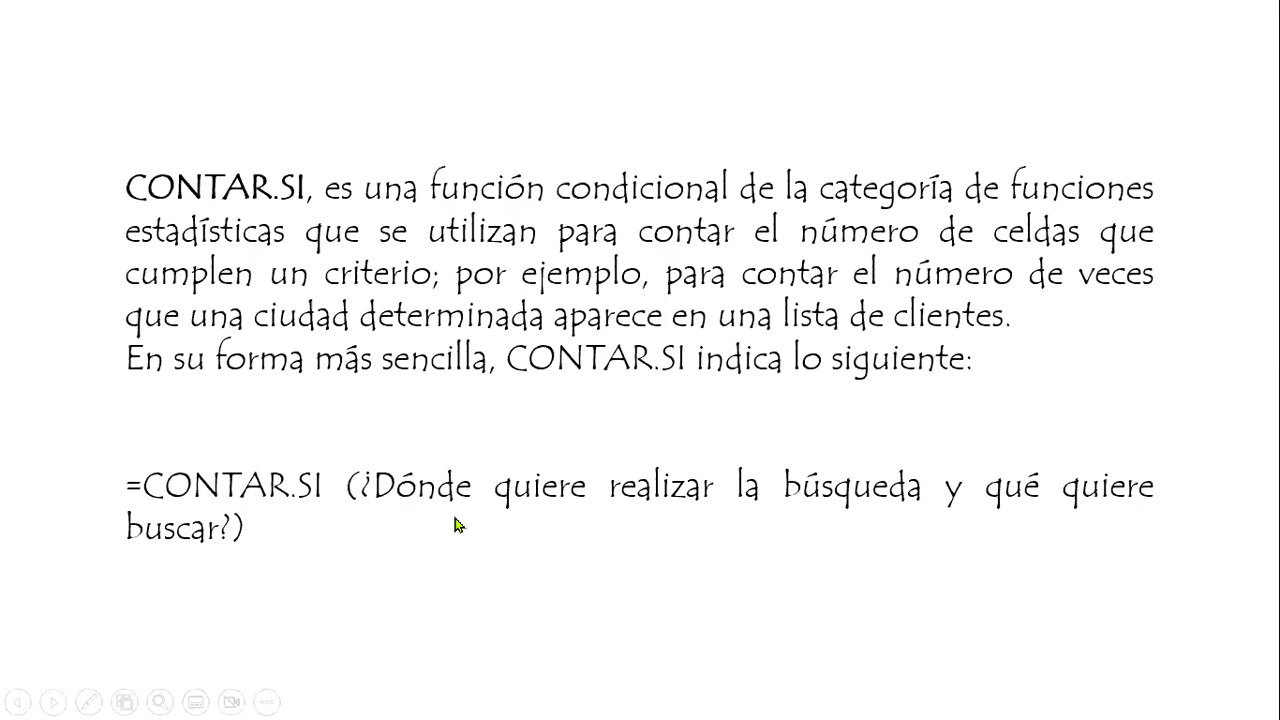 CONTAR.SI, es una función condicional de la categoría de funciones
estadísticas que se utilizan para contar el número de celdas que
cumplen un criterio; por ejemplo, para contar el número de veces
que una ciudad determinada aparece en una lista de clientes.
En su forma más sencilla, CONTAR.SI indica lo siguiente:
=CONTAR.SI (¿Dónde quiere realizar la búsqueda y qué quiere
buscar?)